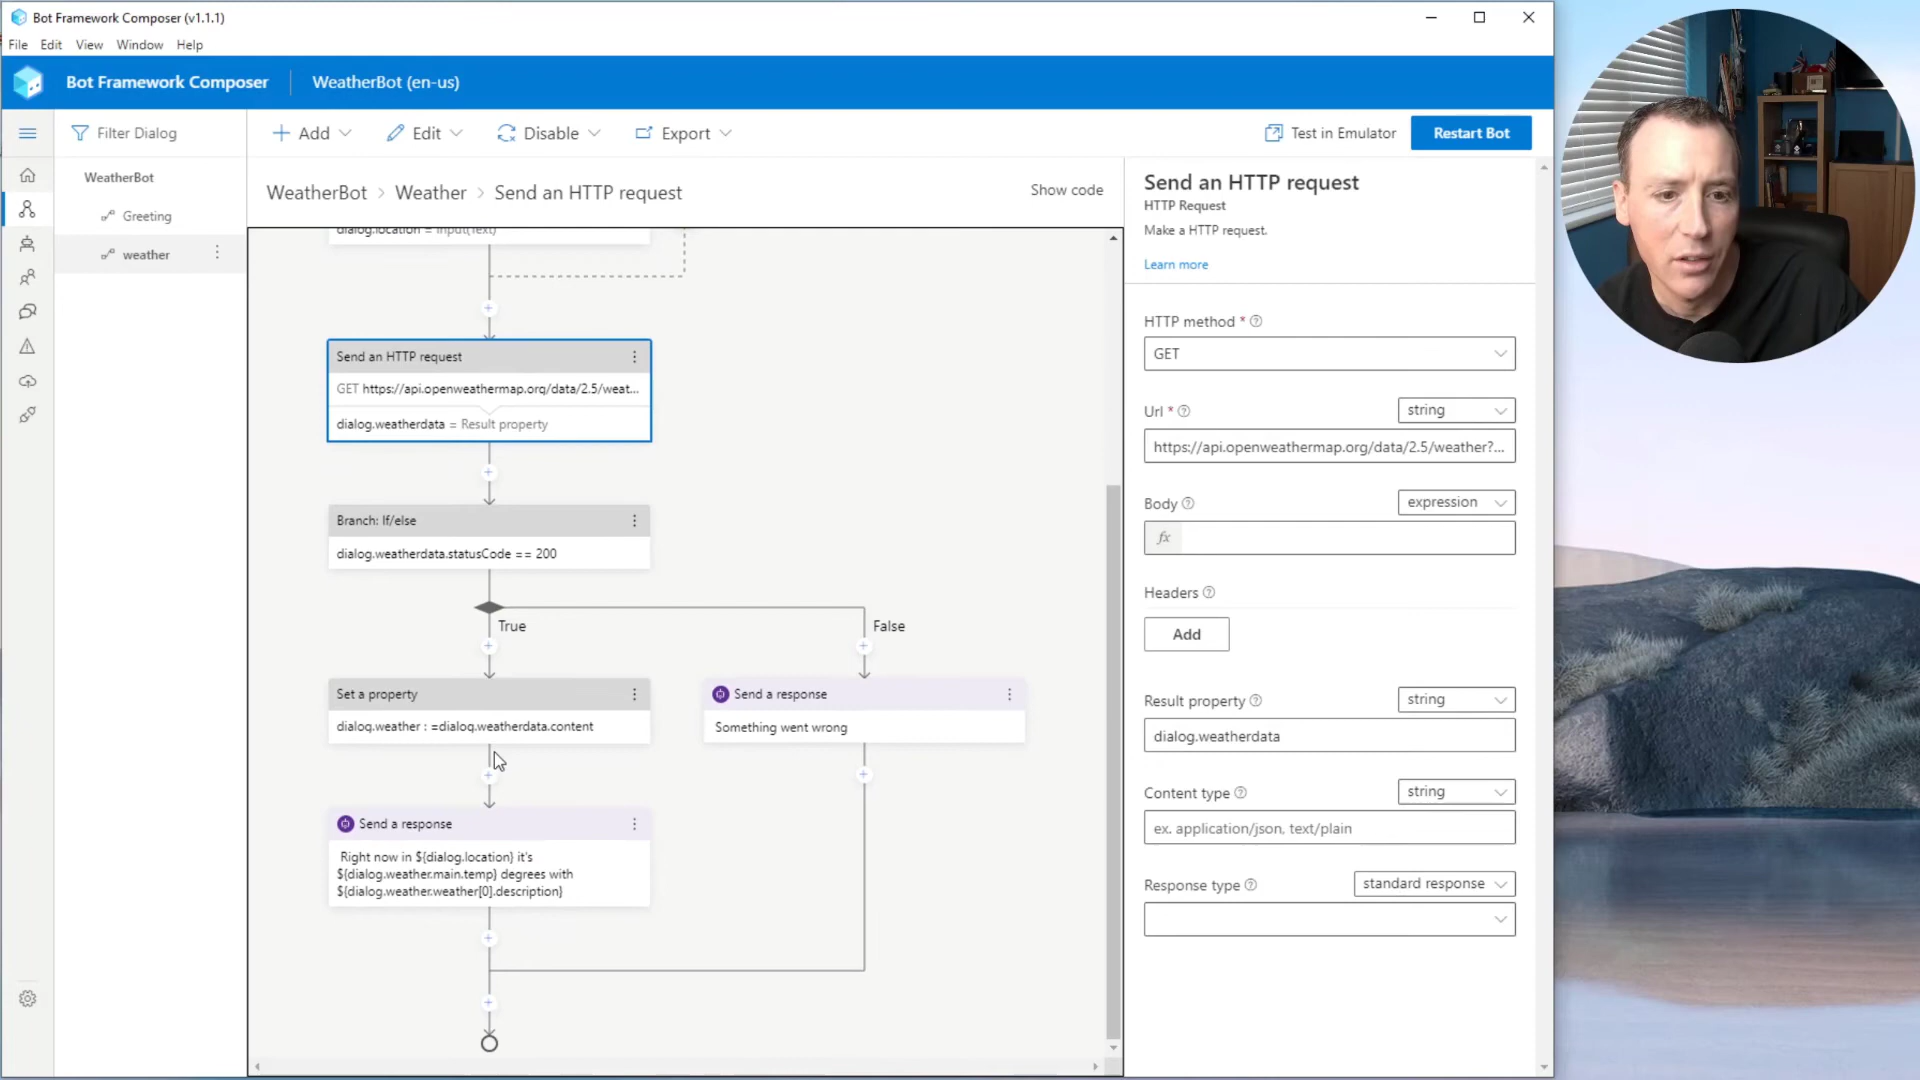 Bot Framework Composer (v1.1.1)
File Edit View Window Help
Bot Framework Composer WeatherBot (en-us)
Filter Dialog
Add Edit Disable Export Test in Emulator Restart Bot
WeatherBot
Greeting
weather
WeatherBot > Weather > Send an HTTP request
Show code
dialog.location = Input(Text)
Send an HTTP request
GET https://api.openweathermap.org/data/2.5/weat...
dialog.weatherdata = Result property
Branch: If/else
dialog.weatherdata.statusCode == 200
True
False
Set a property
dialog.weather : =dialog.weatherdata.content
Send a response
Something went wrong
Send a response
Right now in ${dialog.location} it's
${dialog.weather.main.temp} degrees with
${dialog.weather.weather[0].description}
Send an HTTP request
HTTP Request
Make a HTTP request.
Learn more
HTTP method *
GET
Url * string
https://api.openweathermap.org/data/2.5/weather?...
Body expression
fx
Headers
Add
Result property string
dialog.weatherdata
Content type string
ex. application/json, text/plain
Response type standard response